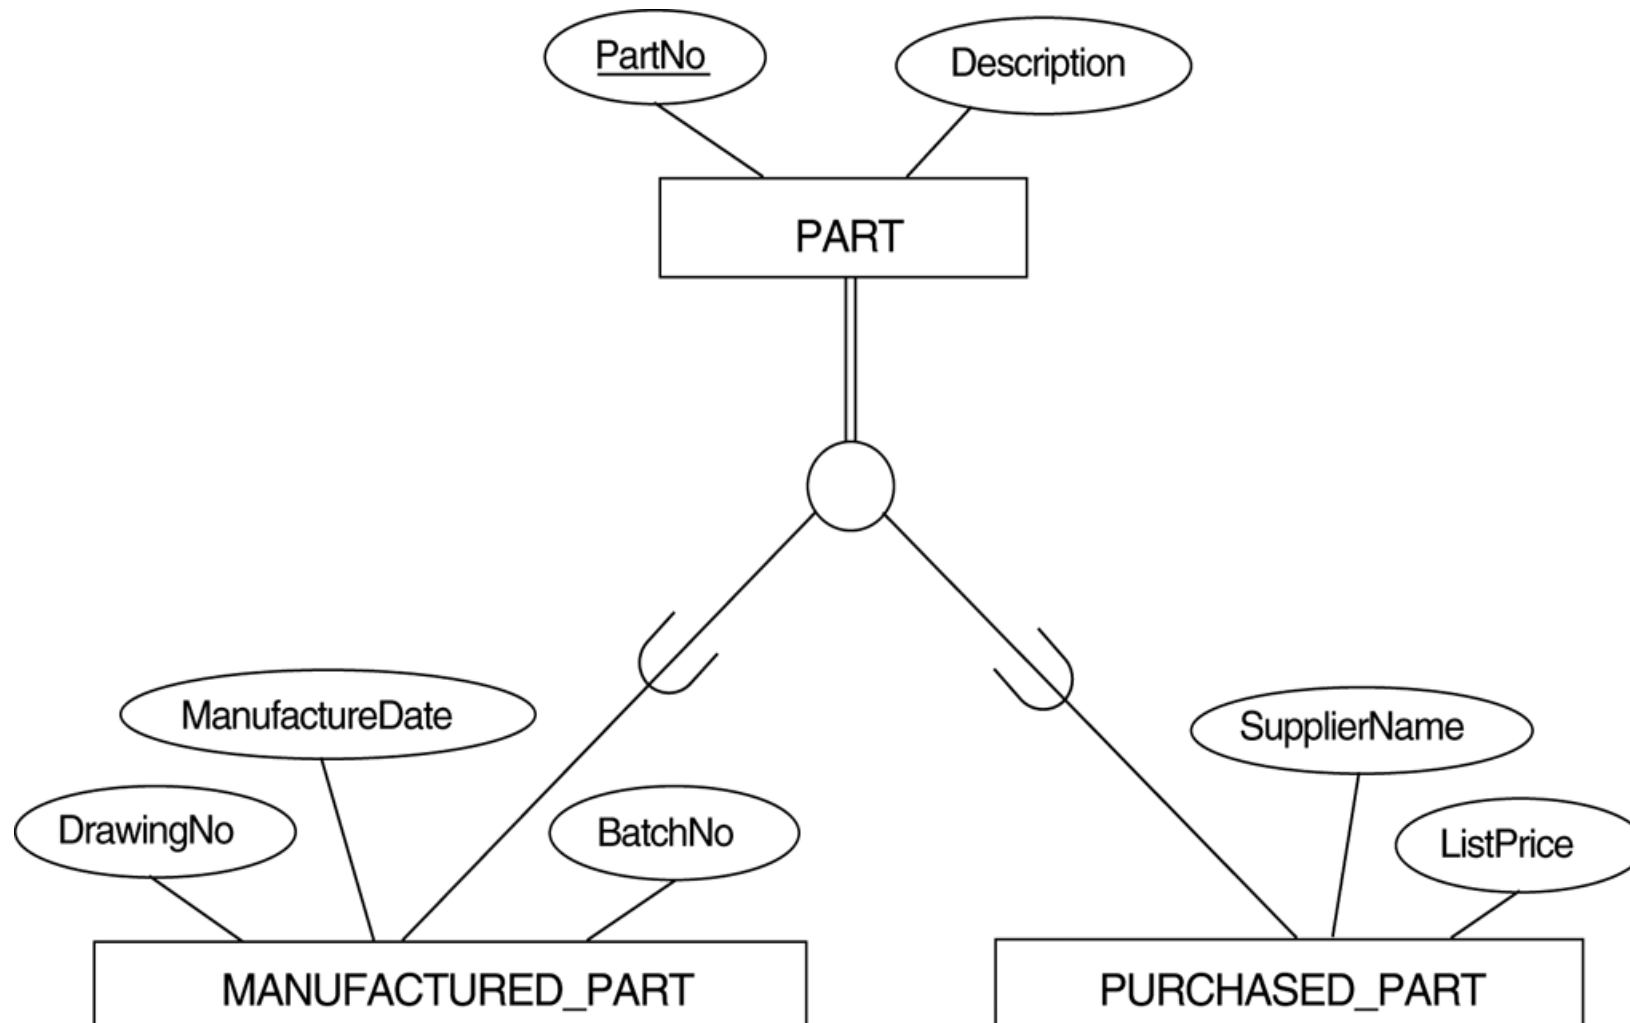 PartNo
Description
PART
ManufactureDate
SupplierName
DrawingNo
BatchNo
ListPrice
MANUFACTURED_PART
PURCHASED_PART